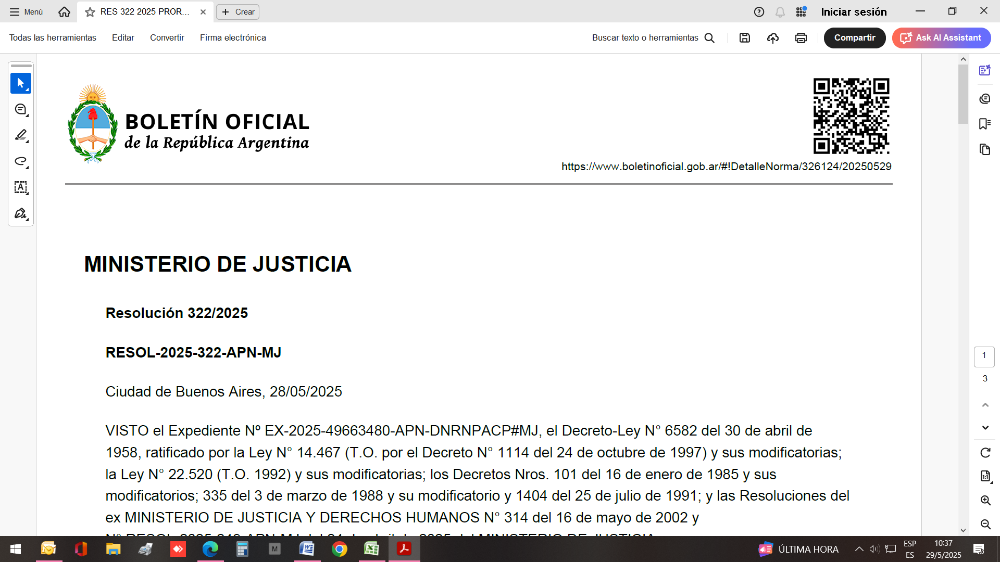 Menú
RES 322 2025 PROR...
Crear
Iniciar sesión
Todas las herramientas
Editar
Convertir
Firma electrónica
Buscar texto o herramientas
Compartir
Ask AI Assistant
BOLETÍN OFICIAL
de la República Argentina
https://www.boletinoficial.gob.ar/#!DetalleNorma/326124/20250529
MINISTERIO DE JUSTICIA
Resolución 322/2025
RESOL-2025-322-APN-MJ
Ciudad de Buenos Aires, 28/05/2025
VISTO el Expediente Nº EX-2025-49663480-APN-DNRNPACP#MJ, el Decreto-Ley N° 6582 del 30 de abril de
1958, ratificado por la Ley N° 14.467 (T.O. por el Decreto N° 1114 del 24 de octubre de 1997) y sus modificatorias;
la Ley N° 22.520 (T.O. 1992) y sus modificatorias; los Decretos Nros. 101 del 16 de enero de 1985 y sus
modificatorios; 335 del 3 de marzo de 1988 y su modificatorio y 1404 del 25 de julio de 1991; y las Resoluciones del
ex MINISTERIO DE JUSTICIA Y DERECHOS HUMANOS N° 314 del 16 de mayo de 2002 y
1
3
A
1:1
M
ÚLTIMA HORA
ESP
ES
10:37
29/5/2025